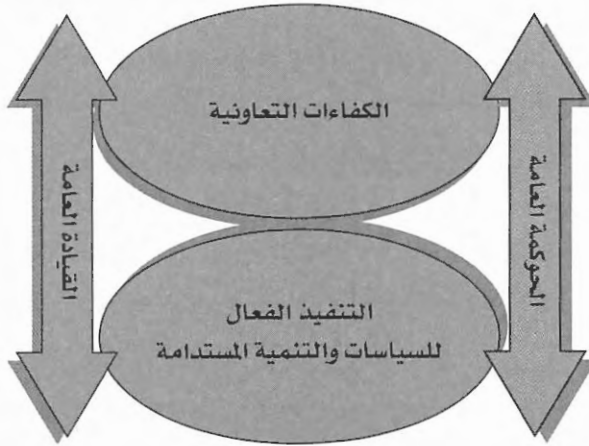 الكفاءات التعاونية
الحوكمة العامة
القيادة العامة
التنفيذ الفعال
للسياسات والتنمية المستدامة